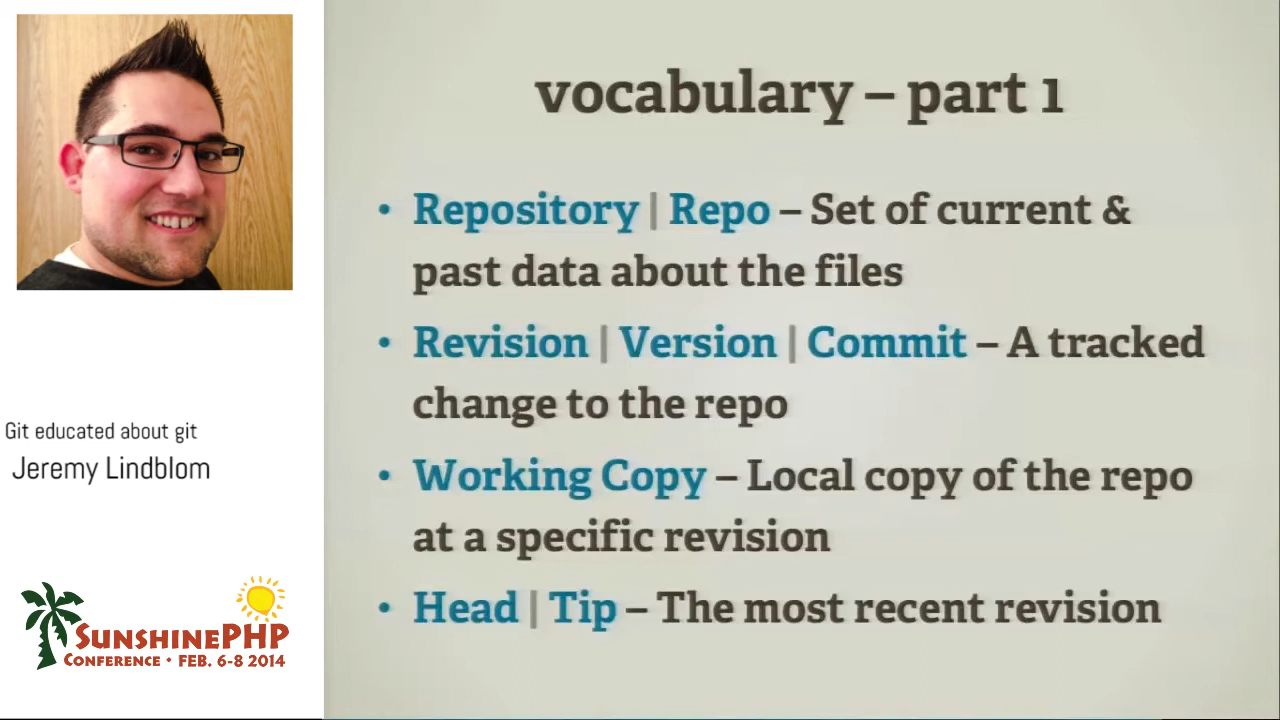 vocabulary – part 1
• Repository | Repo – Set of current &
past data about the files
• Revision | Version | Commit – A tracked
change to the repo
• Working Copy – Local copy of the repo
at a specific revision
• Head | Tip – The most recent revision
Git educated about git
Jeremy Lindblom
SUNSHINEPHP
CONFERENCE • FEB. 6-8 2014